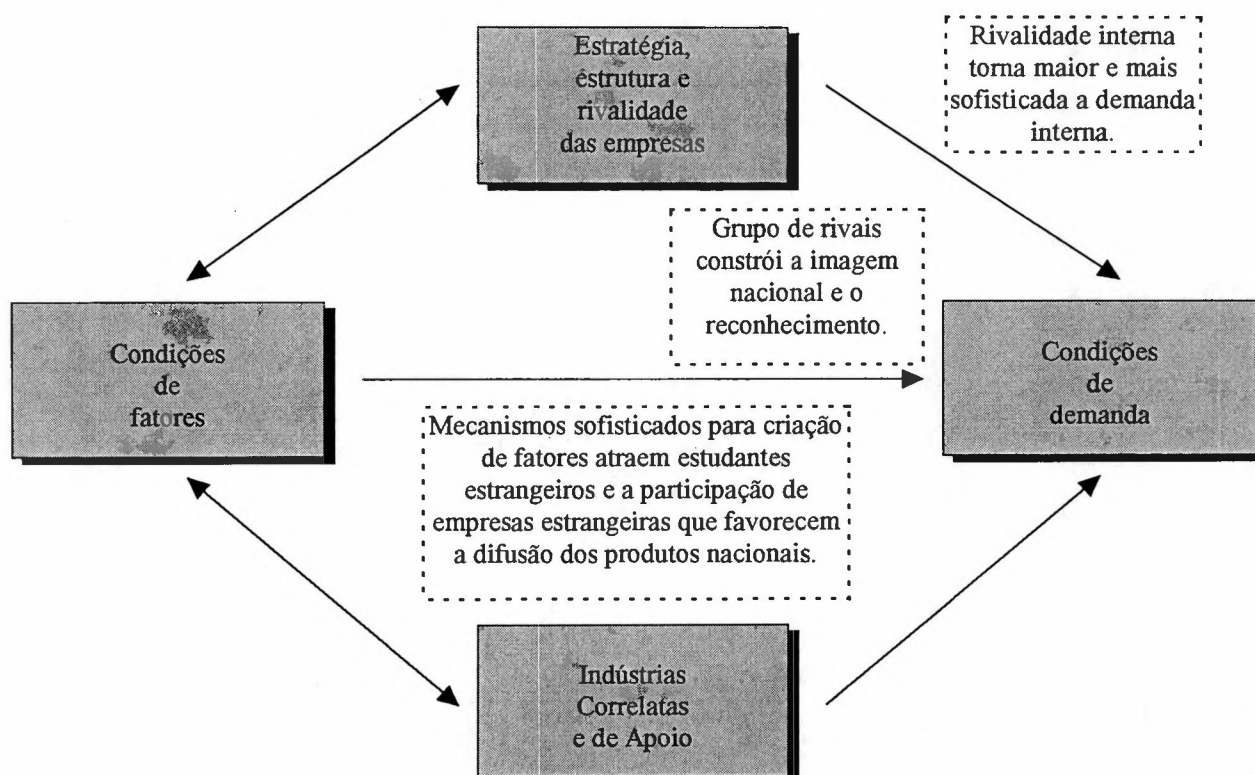 Estratégia,
estrutura e
rivalidade
das empresas
Rivalidade interna
torna maior e mais
sofisticada a demanda
interna.
Grupo de rivais
constrói a imagem
nacional e o
reconhecimento.
Condições
de
fatores
Condições
de
demanda
Mecanismos sofisticados para criação
de fatores atraem estudantes
estrangeiros e a participação de
empresas estrangeiras que favorecem
a difusão dos produtos nacionais.
Indústrias
Correlatas
e de Apoio